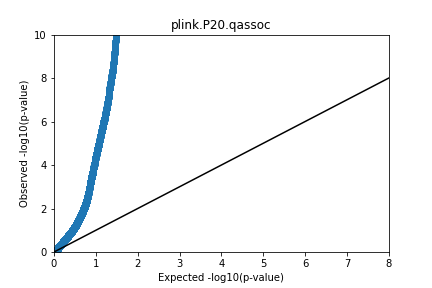 plink.P20.qassoc
Observed -log10(p-value)
10
8
6
4
2
0
0 1 2 3 4 5 6 7 8
Expected -log10(p-value)